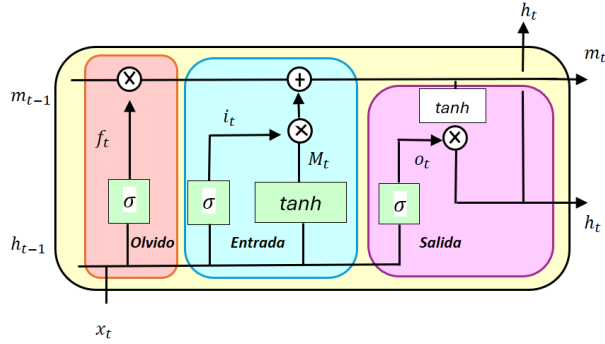 h_t
m_t
m_{t-1}
×
+
tanh
i_t
f_t
×
×
o_t
M_t
σ
σ
tanh
σ
h_{t-1}
Olvido
Entrada
Salida
h_t
x_t